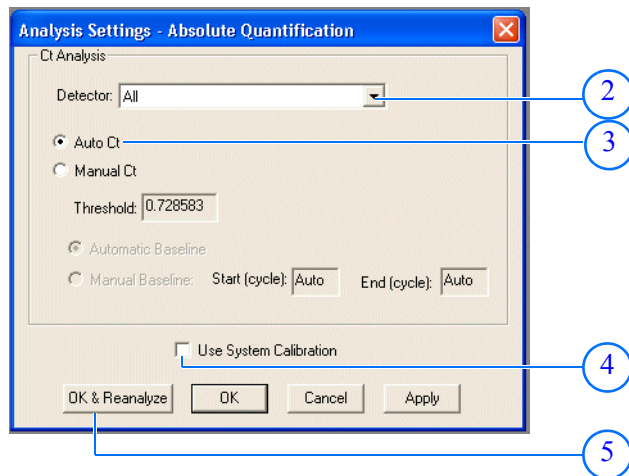 Analysis Settings - Absolute Quantification
Ct Analysis
Detector: All
2
Auto Ct
3
Manual Ct
Threshold: 0.728583
Automatic Baseline
Manual Baseline: Start (cycle): Auto End (cycle): Auto
Use System Calibration
4
OK & Reanalyze OK Cancel Apply
5